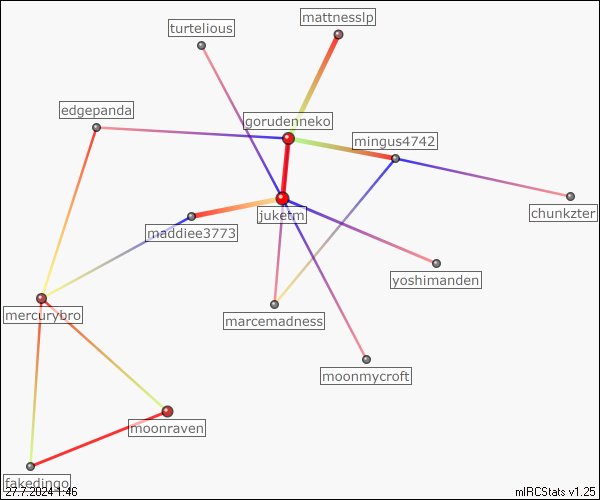 mattnesslp
turtelious
edgepanda
gorudenneko
mingus4742
chunkzter
juketm
maddiee3773
yoshimanden
mercurybro
marcemadness
moonmycroft
moonraven
fakedingo
27.7.2024 1:46
mIRCStats v1.25